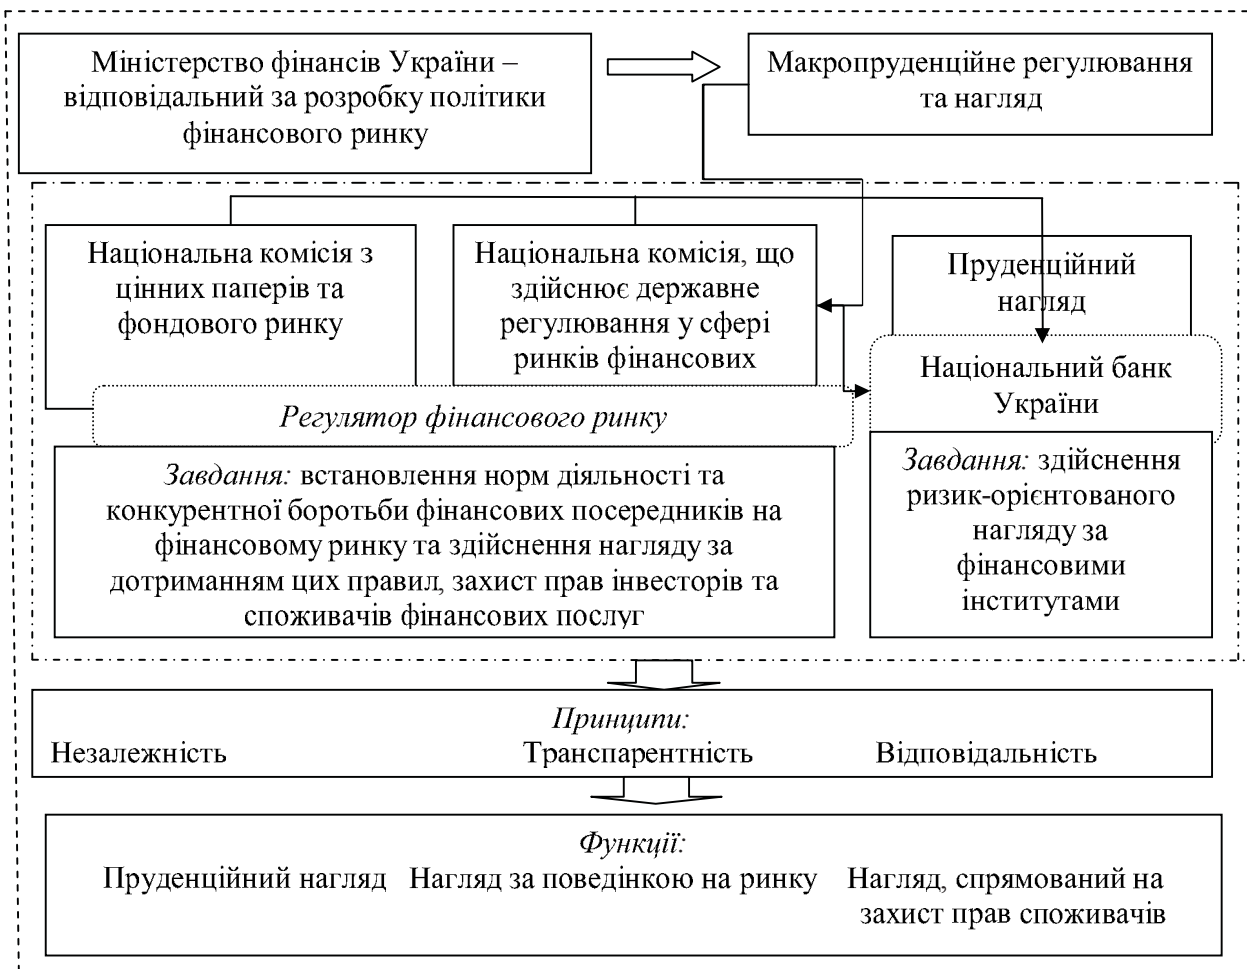 Міністерство фінансів України –
відповідальний за розробку політики
фінансового ринку
Макропруденційне регулювання
та нагляд
Національна комісія з
цінних паперів та
фондового ринку
Національна комісія, що
здійснює державне
регулювання у сфері
ринків фінансових
Пруденційний
нагляд
Національний банк
України
Регулятор фінансового ринку
Завдання: встановлення норм діяльності та
конкурентної боротьби фінансових посередників на
фінансовому ринку та здійснення нагляду за
дотриманням цих правил, захист прав інвесторів та
споживачів фінансових послуг
Завдання: здійснення
ризик-орієнтованого
нагляду за
фінансовими
інститутами
Принципи:
Незалежність Транспарентність Відповідальність
Функції:
Пруденційний нагляд Нагляд за поведінкою на ринку Нагляд, спрямований на
захист прав споживачів